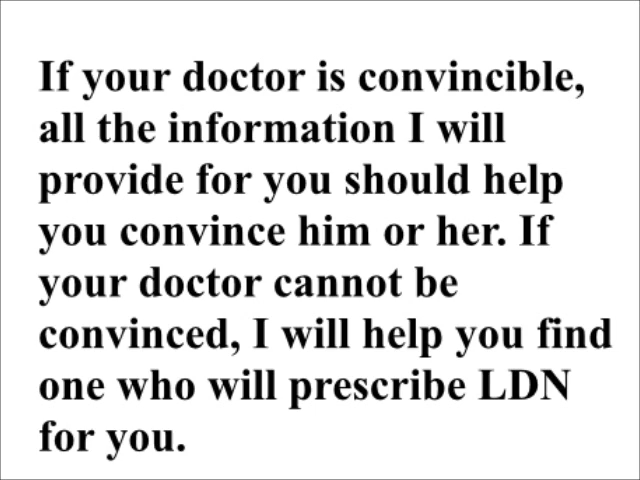 If your doctor is convincible,
all the information I will
provide for you should help
you convince him or her. If
your doctor cannot be
convinced, I will help you find
one who will prescribe LDN
for you.